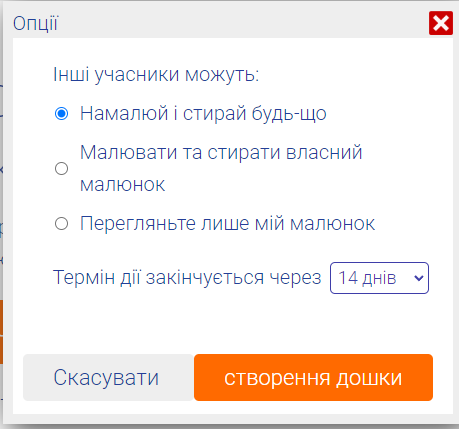 Опції
Інші учасники можуть:
Намалюй і стирай будь-що
Малювати та стирати власний
малюнок
Перегляньте лише мій малюнок
Термін дії закінчується через 14 днів
Скасувати створення дошки